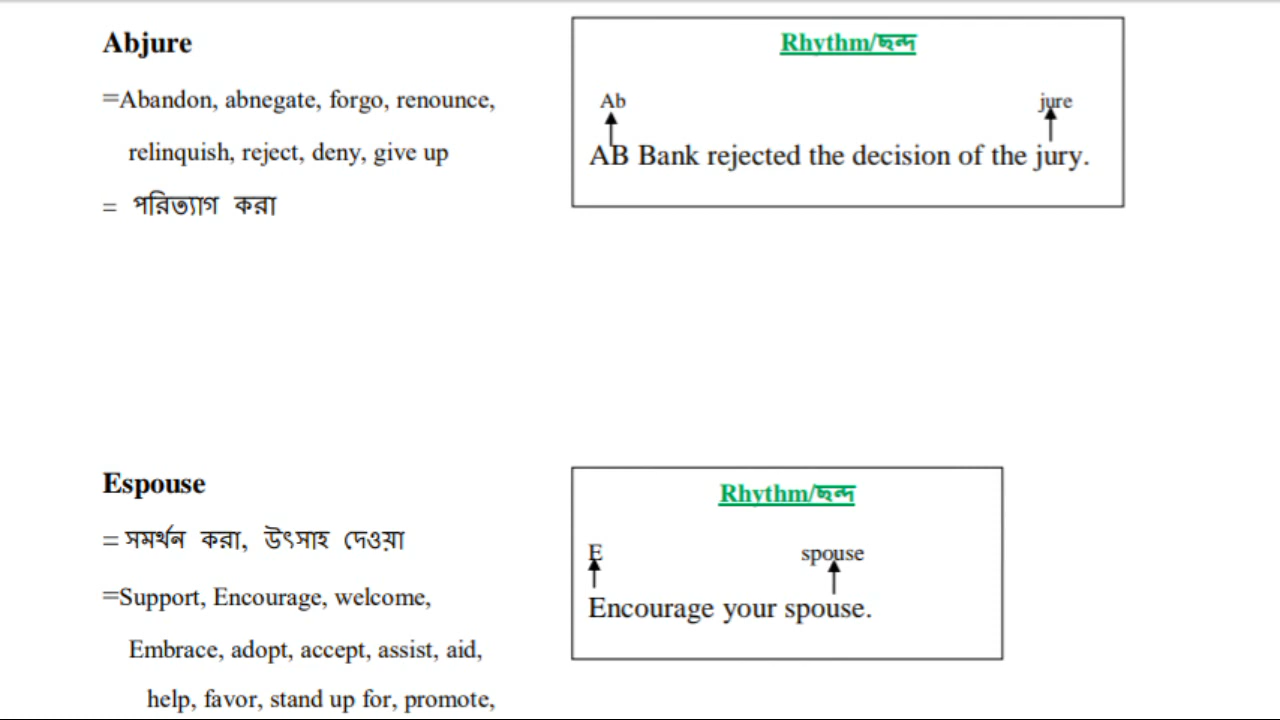 Abjure
=Abandon, abnegate, forgo, renounce,
relinquish, reject, deny, give up
= পরিত্যাগ করা
Rhythm/ছন্দ
Ab jure
AB Bank rejected the decision of the jury.
Espouse
= সমর্থন করা, উৎসাহ দেওয়া
=Support, Encourage, welcome,
Embrace, adopt, accept, assist, aid,
help, favor, stand up for, promote,
Rhythm/ছন্দ
E spouse
Encourage your spouse.